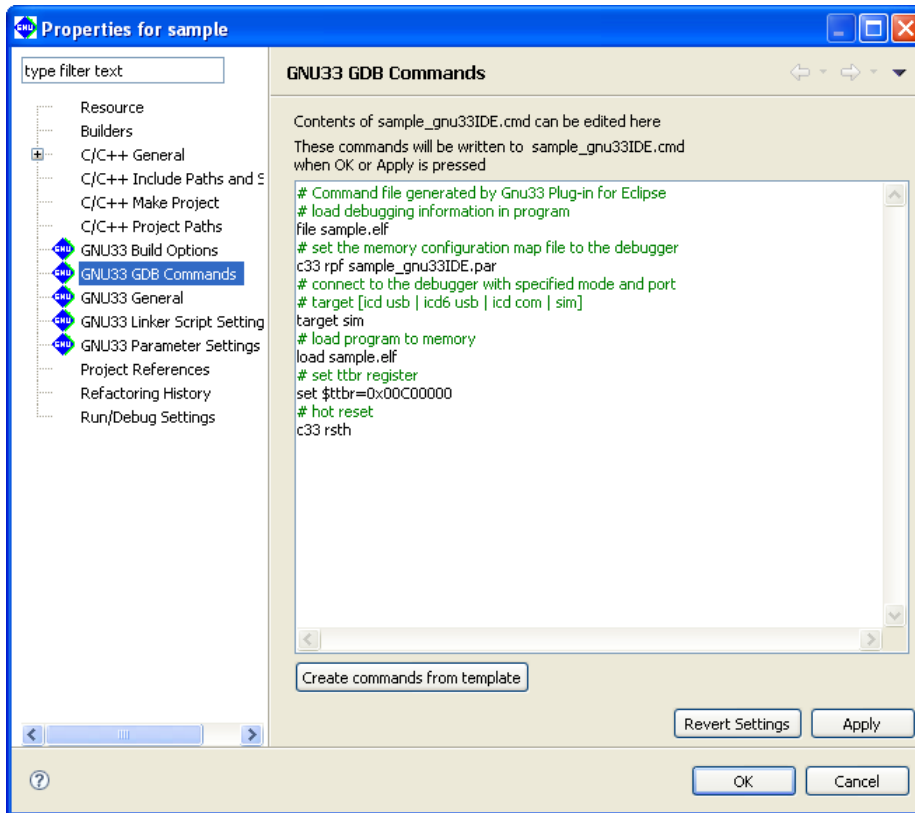 Properties for sample
type filter text
Resource
Builders
C/C++ General
C/C++ Include Paths and S
C/C++ Make Project
C/C++ Project Paths
GNU33 Build Options
GNU33 GDB Commands
GNU33 General
GNU33 Linker Script Setting
GNU33 Parameter Settings
Project References
Refactoring History
Run/Debug Settings
GNU33 GDB Commands
Contents of sample_gnu33IDE.cmd can be edited here
These commands will be written to  sample_gnu33IDE.cmd
when OK or Apply is pressed
# Command file generated by Gnu33 Plug-in for Eclipse
# load debugging information in program
file sample.elf
# set the memory configuration map file to the debugger
c33 rpf sample_gnu33IDE.par
# connect to the debugger with specified mode and port
# target [icd usb | icd6 usb | icd com | sim]
target sim
# load program to memory
load sample.elf
# set ttbr register
set $ttbr=0x00C00000
# hot reset
c33 rsth
Create commands from template
Revert Settings
Apply
OK
Cancel